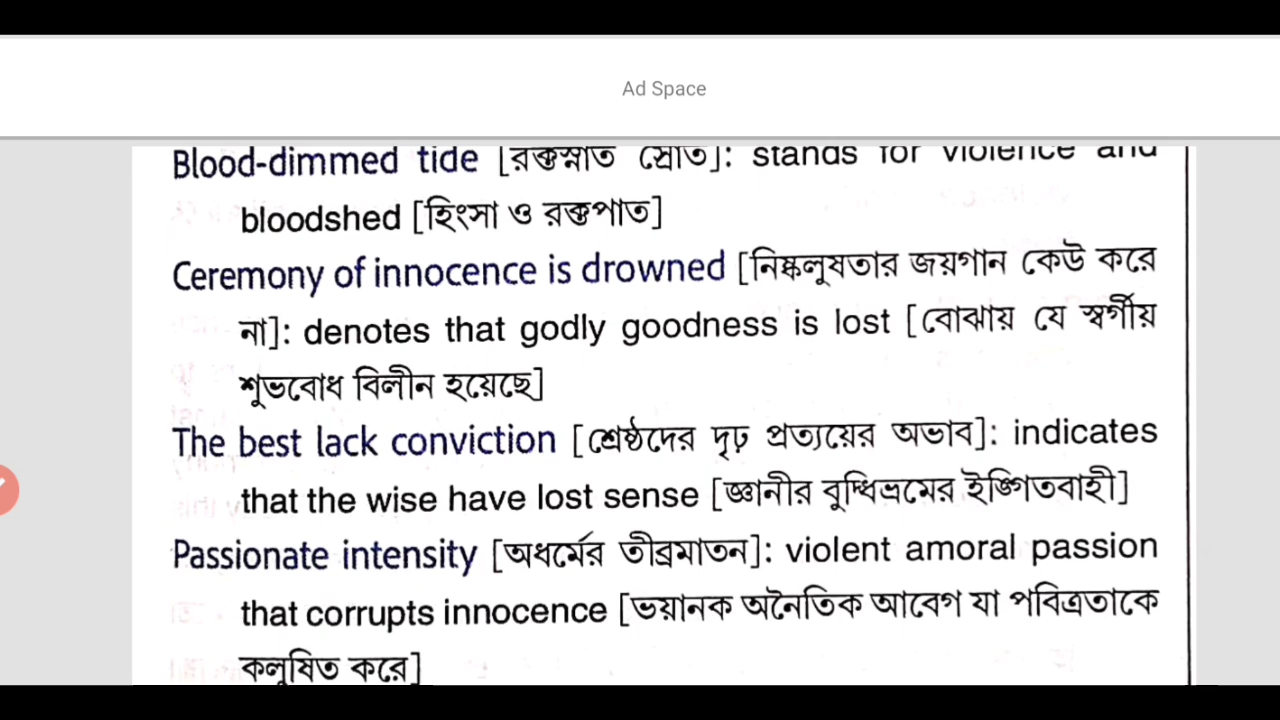 Ad Space
Blood-dimmed tide [রক্তস্নাত স্রোত]: stands for violence and
bloodshed [হিংসা ও রক্তপাত]
Ceremony of innocence is drowned [নিষ্কলুষতার জয়গান কেউ করে
না]: denotes that godly goodness is lost [বোঝায় যে স্বর্গীয়
শুভবোধ বিলীন হয়েছে]
The best lack conviction [শ্রেষ্ঠদের দৃঢ় প্রত্যয়ের অভাব]: indicates
that the wise have lost sense [জ্ঞানীর বুদ্ধিভ্রমের ইঙ্গিতবাহী]
Passionate intensity [অধর্মের তীব্রমাতন]: violent amoral passion
that corrupts innocence [ভয়ানক অনৈতিক আবেগ যা পবিত্রতাকে
কলুষিত করে]